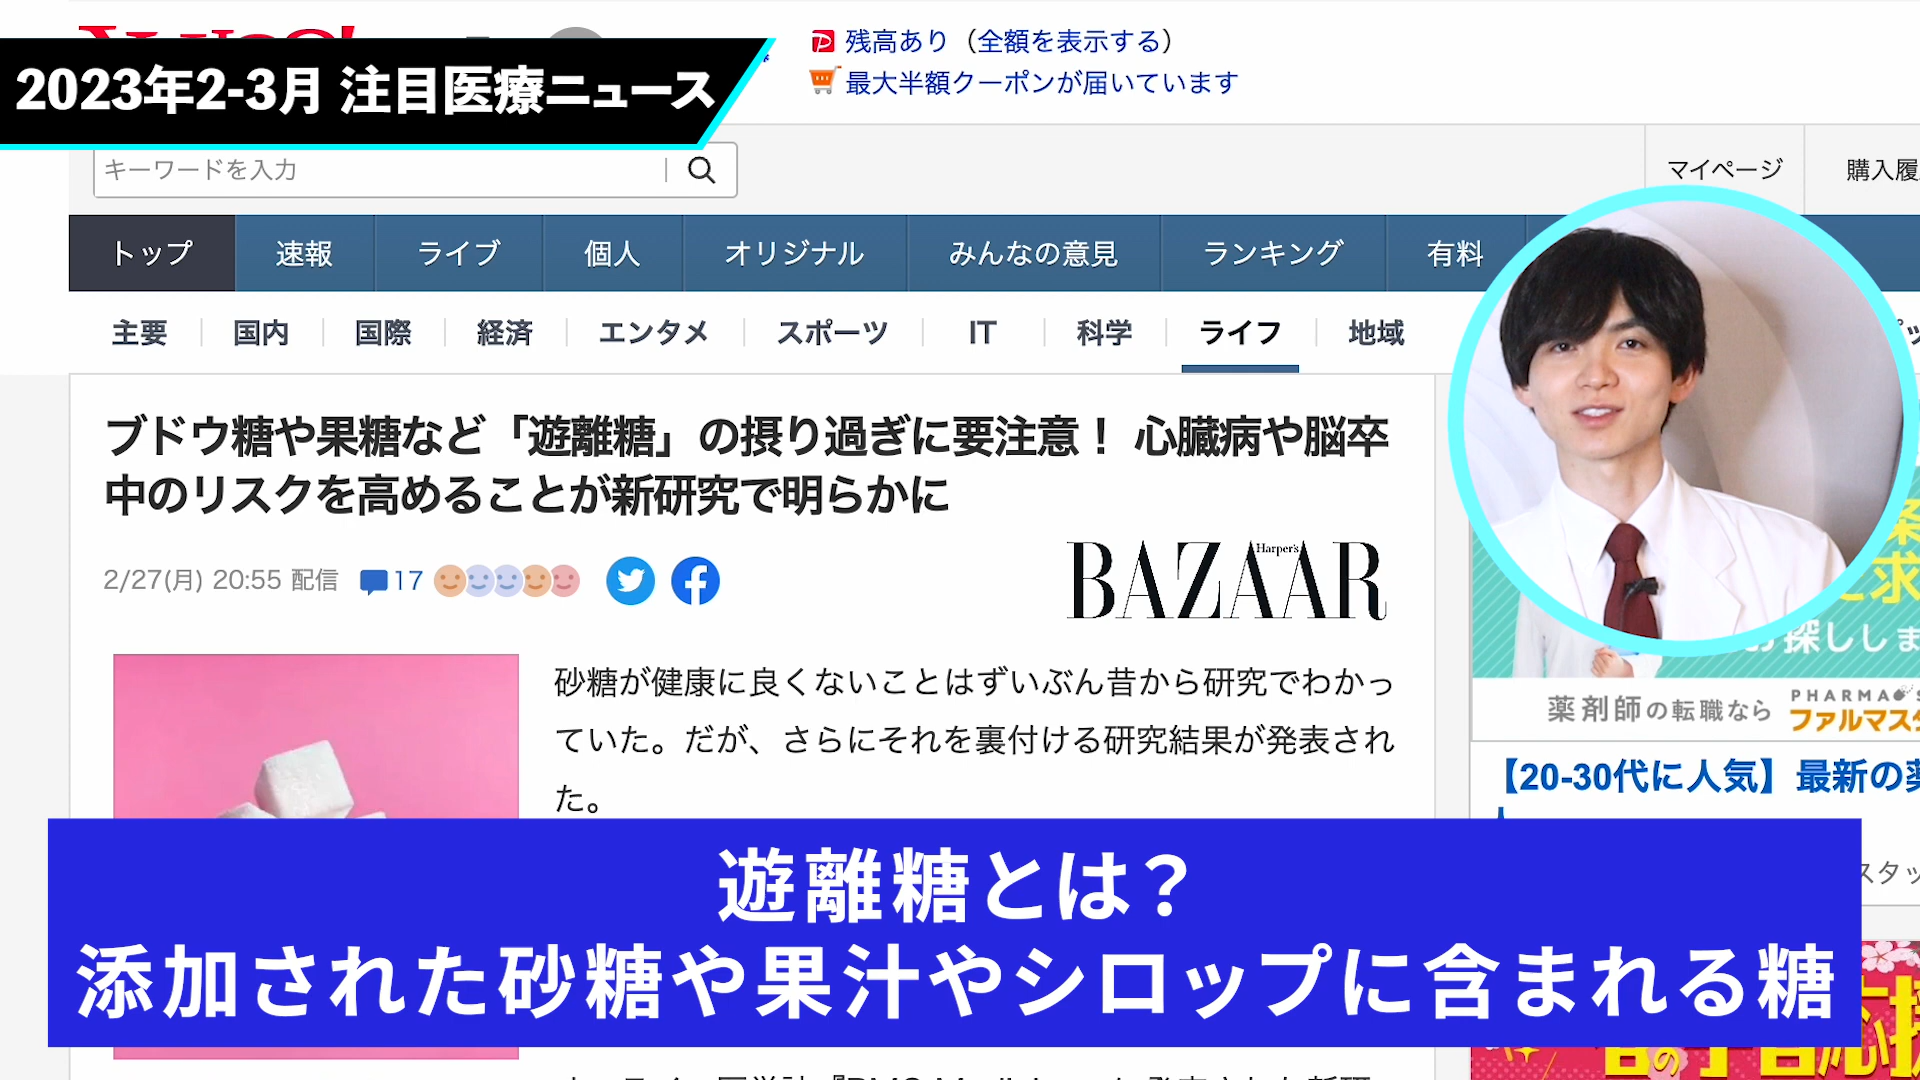 残高あり（全額を表示する）
最大半額クーポンが届いています
2023年2-3月 注目医療ニュース
キーワードを入力
マイページ
購入履
トップ
速報
ライブ
個人
オリジナル
みんなの意見
ランキング
有料
主要
国内
国際
経済
エンタメ
スポーツ
IT
科学
ライフ
地域
ブドウ糖や果糖など「遊離糖」の摂り過ぎに要注意！ 心臓病や脳卒
中のリスクを高めることが新研究で明らかに
2/27(月) 20:55 配信
17
Harper's
BAZAAR
砂糖が健康に良くないことはずいぶん昔から研究でわかっ
ていた。だが、さらにそれを裏付ける研究結果が発表され
た。
探ししま
薬剤師の転職なら
PHARMA
ファルマスタ
【20-30代に人気】最新の薬
スタッ
遊離糖とは？
添加された砂糖や果汁やシロップに含まれる糖